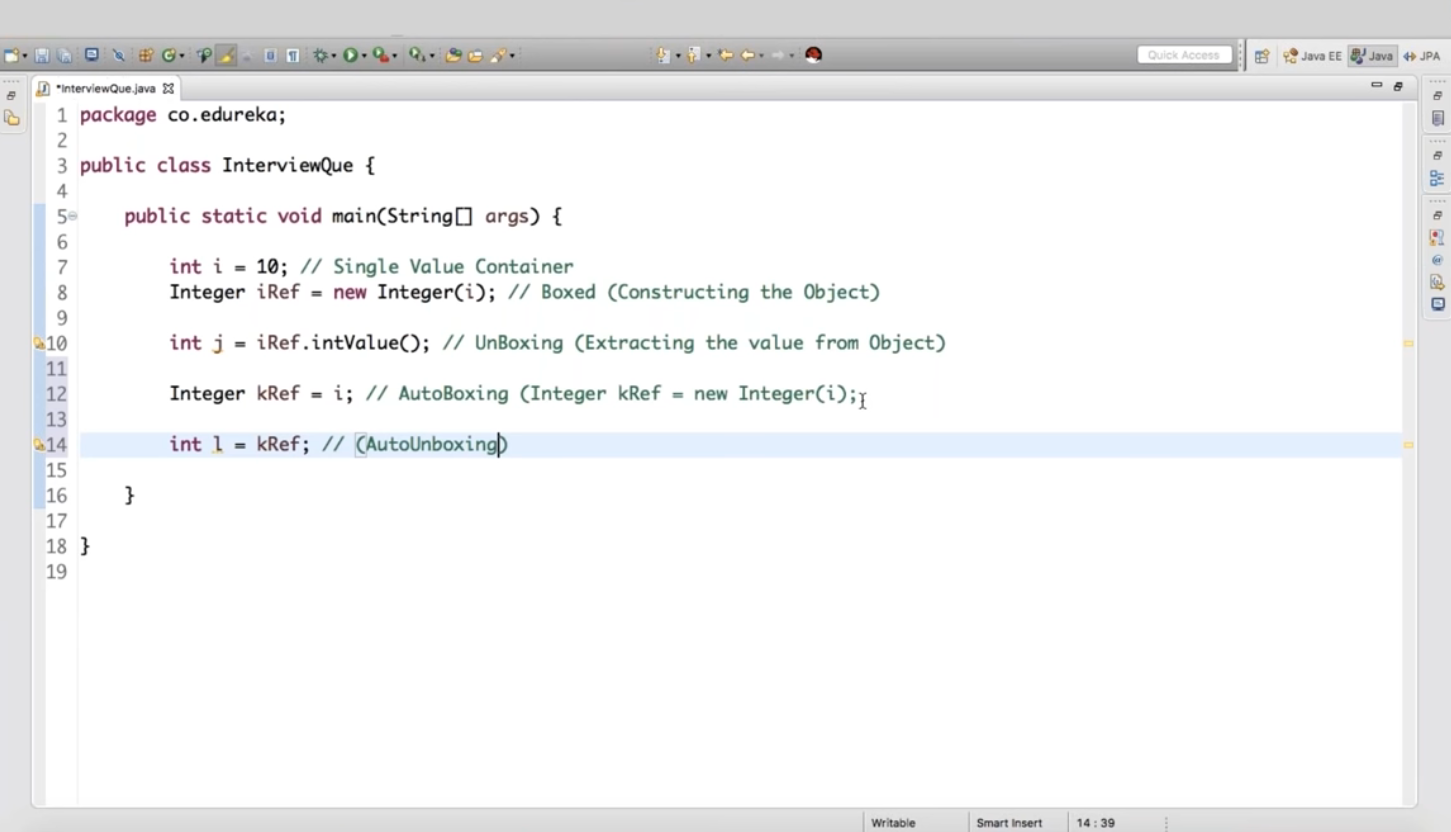 Quick Access
Java EE
Java
JPA
*InterviewQue.java
1 package co.edureka;
2
3 public class InterviewQue {
4
5 public static void main(String[] args) {
6
7 int i = 10; // Single Value Container
8 Integer iRef = new Integer(i); // Boxed (Constructing the Object)
9
10 int j = iRef.intValue(); // UnBoxing (Extracting the value from Object)
11
12 Integer kRef = i; // AutoBoxing (Integer kRef = new Integer(i);
13
14 int l = kRef; // (AutoUnboxing)
15
16 }
17
18 }
19
Writable
Smart Insert
14 : 39